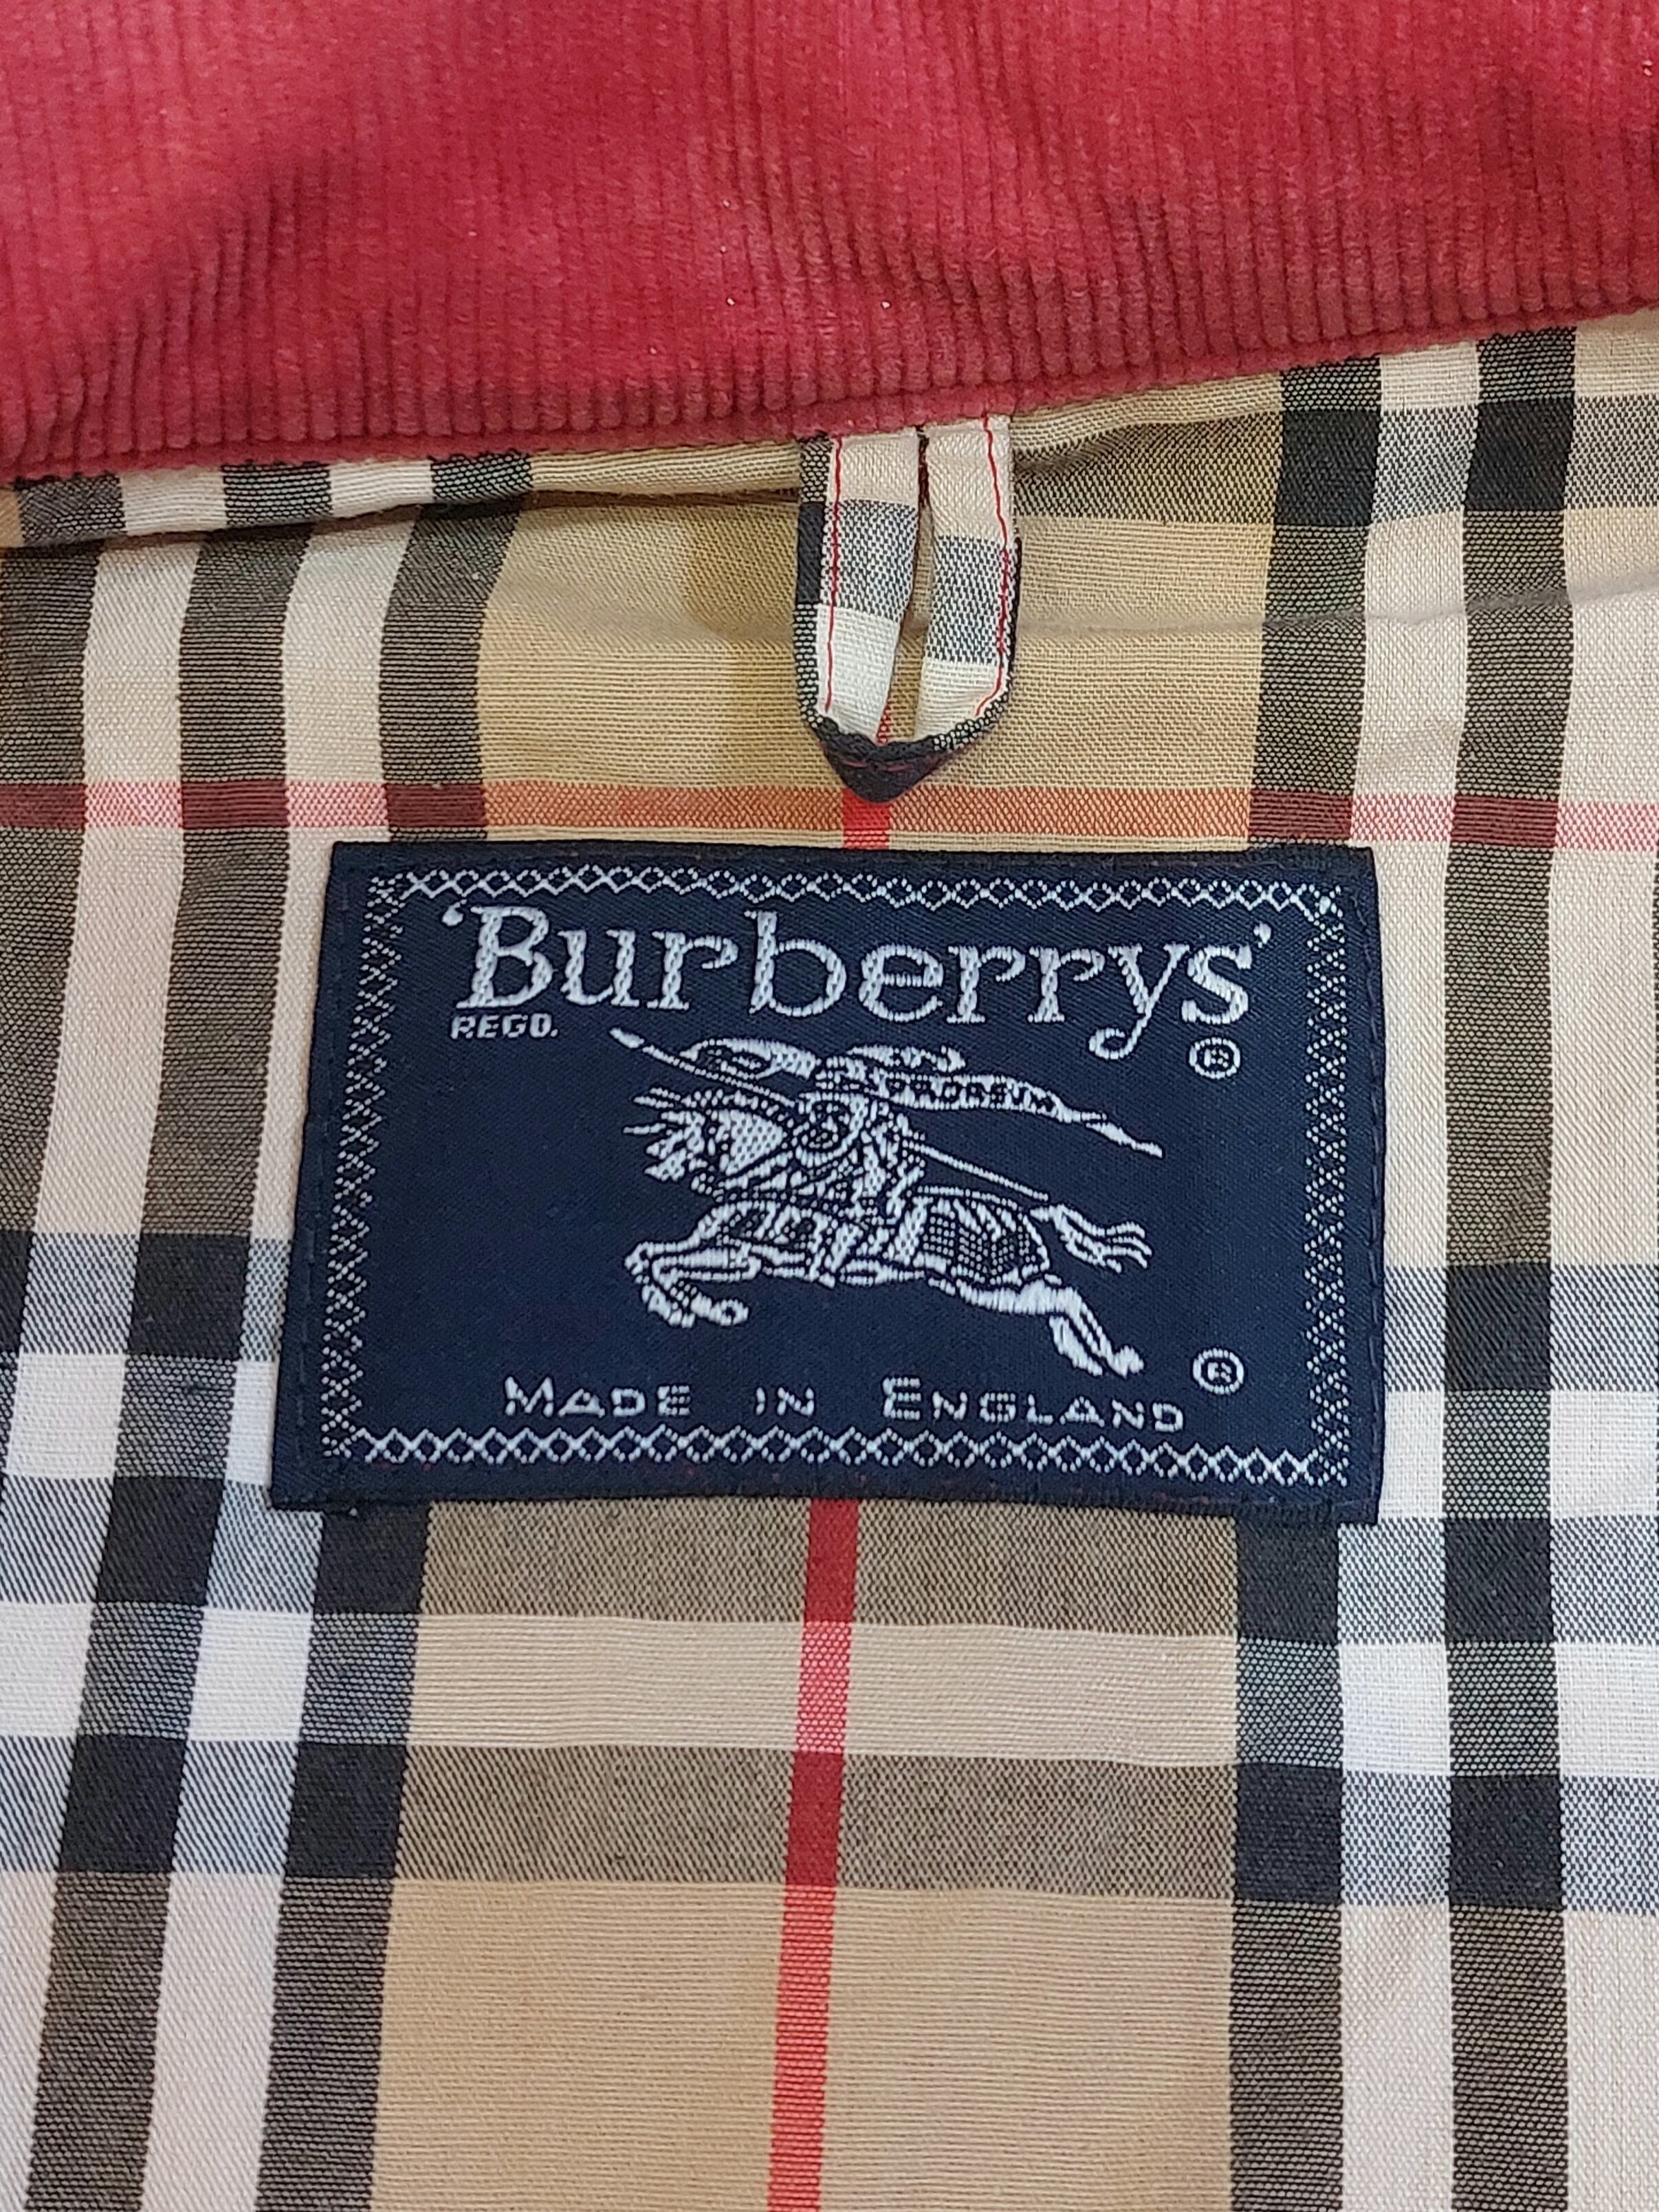 'Burberrys'
REGD.
®
®
MADE IN ENGLAND